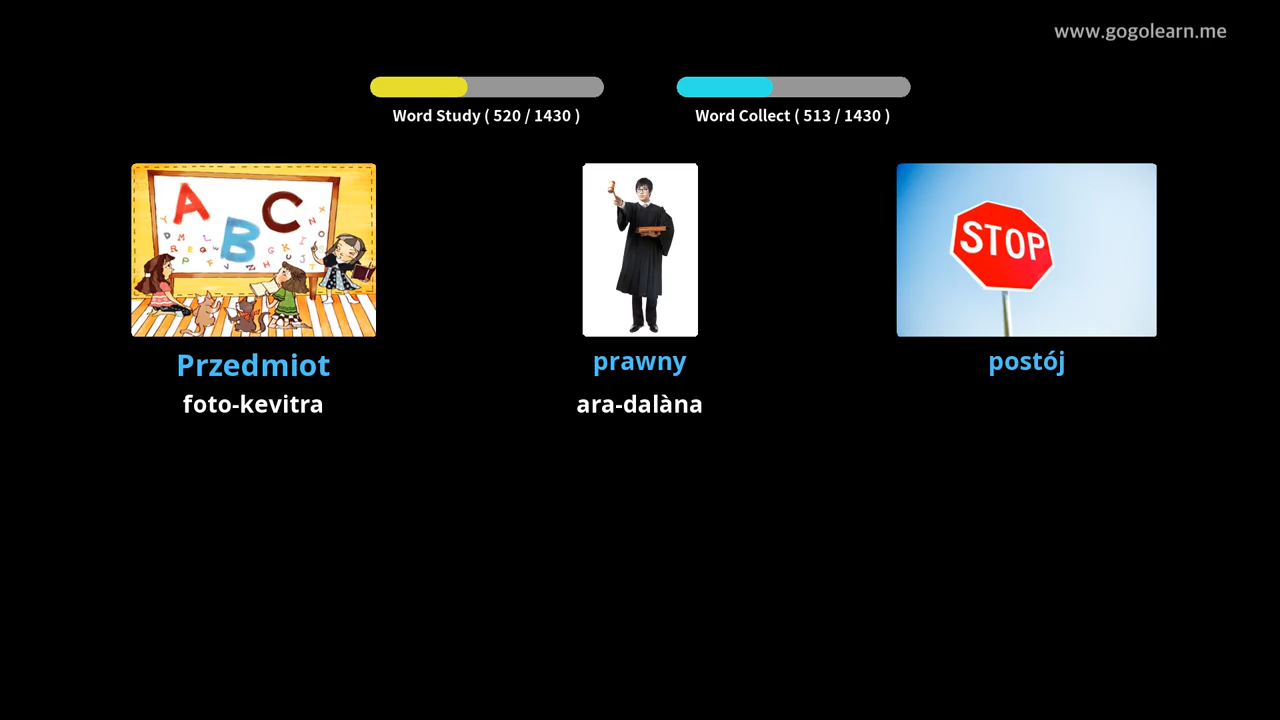 www.gogolearn.me
Word Study ( 520 / 1430 )
Word Collect ( 513 / 1430 )
A B C
STOP
Przedmiot
prawny
postój
foto-kevitra
ara-dalàna